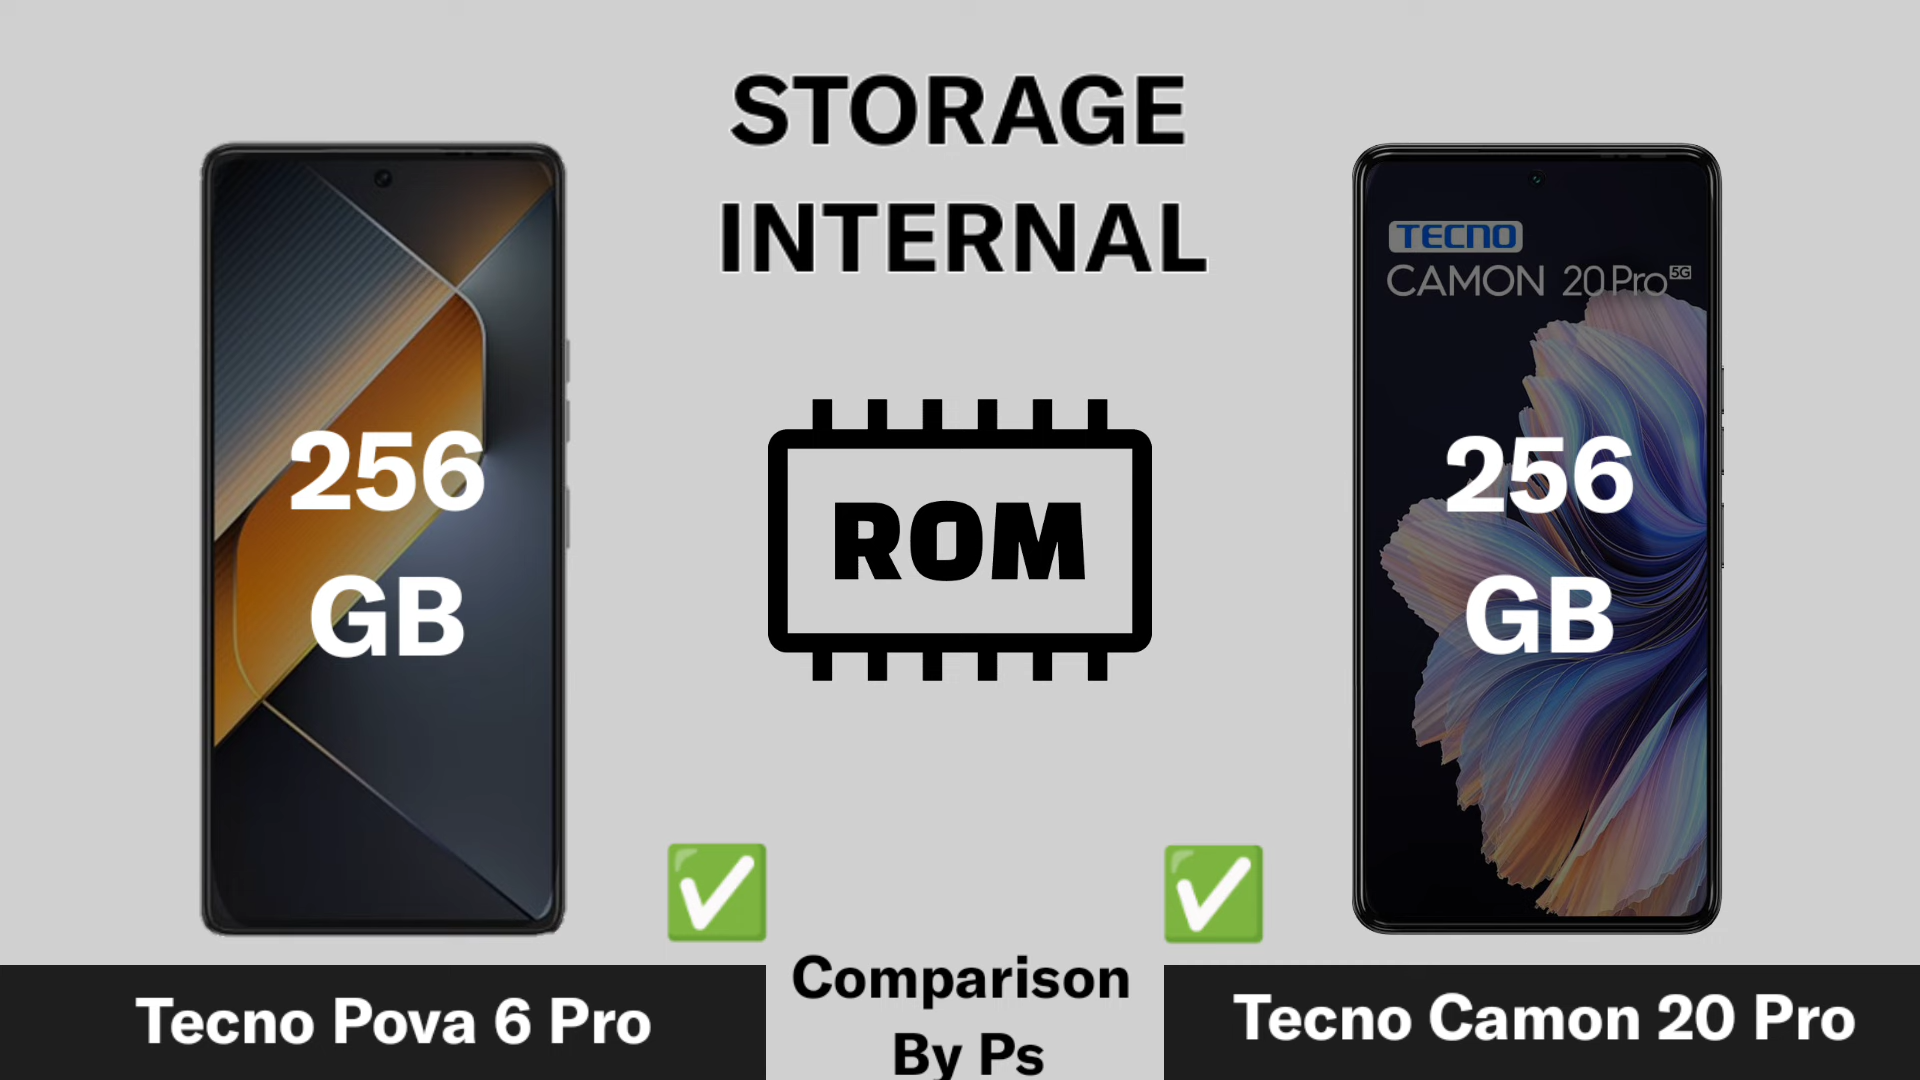 STORAGE
INTERNAL
TECNO
CAMON 20 Pro 5G
256
GB
ROM
256
GB
Comparison
By Ps
Tecno Pova 6 Pro
Tecno Camon 20 Pro